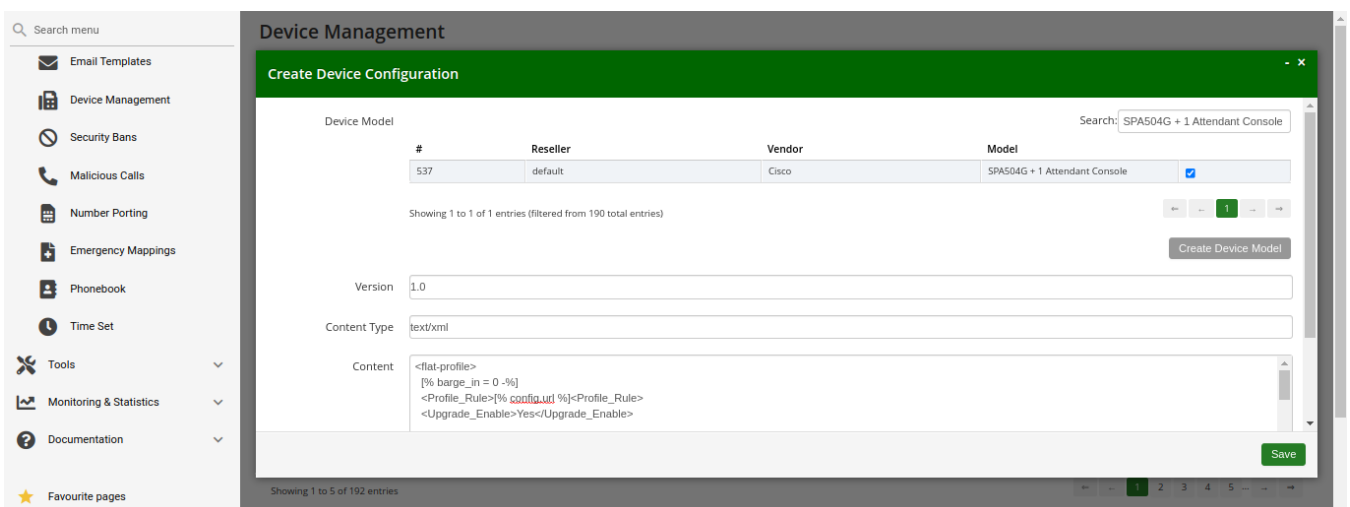 Search menu
Email Templates
Device Management
Security Bans
Malicious Calls
Number Porting
Emergency Mappings
Phonebook
Time Set
Tools
Monitoring & Statistics
Documentation
Favourite pages
Device Management
Create Device Configuration
- ×
Device Model
Search: SPA504G + 1 Attendant Console
# Reseller Vendor Model
537 default Cisco SPA504G + 1 Attendant Console
Showing 1 to 1 of 1 entries (filtered from 190 total entries)
← ← 1 → →
Create Device Model
Version 1.0
Content Type text/xml
Content <flat-profile>
[% barge_in = 0 -%]
<Profile_Rule>[% config.url %]<Profile_Rule>
<Upgrade_Enable>Yes</Upgrade_Enable>
Save
Showing 1 to 5 of 192 entries
← ← 1 2 3 4 5 ... → →